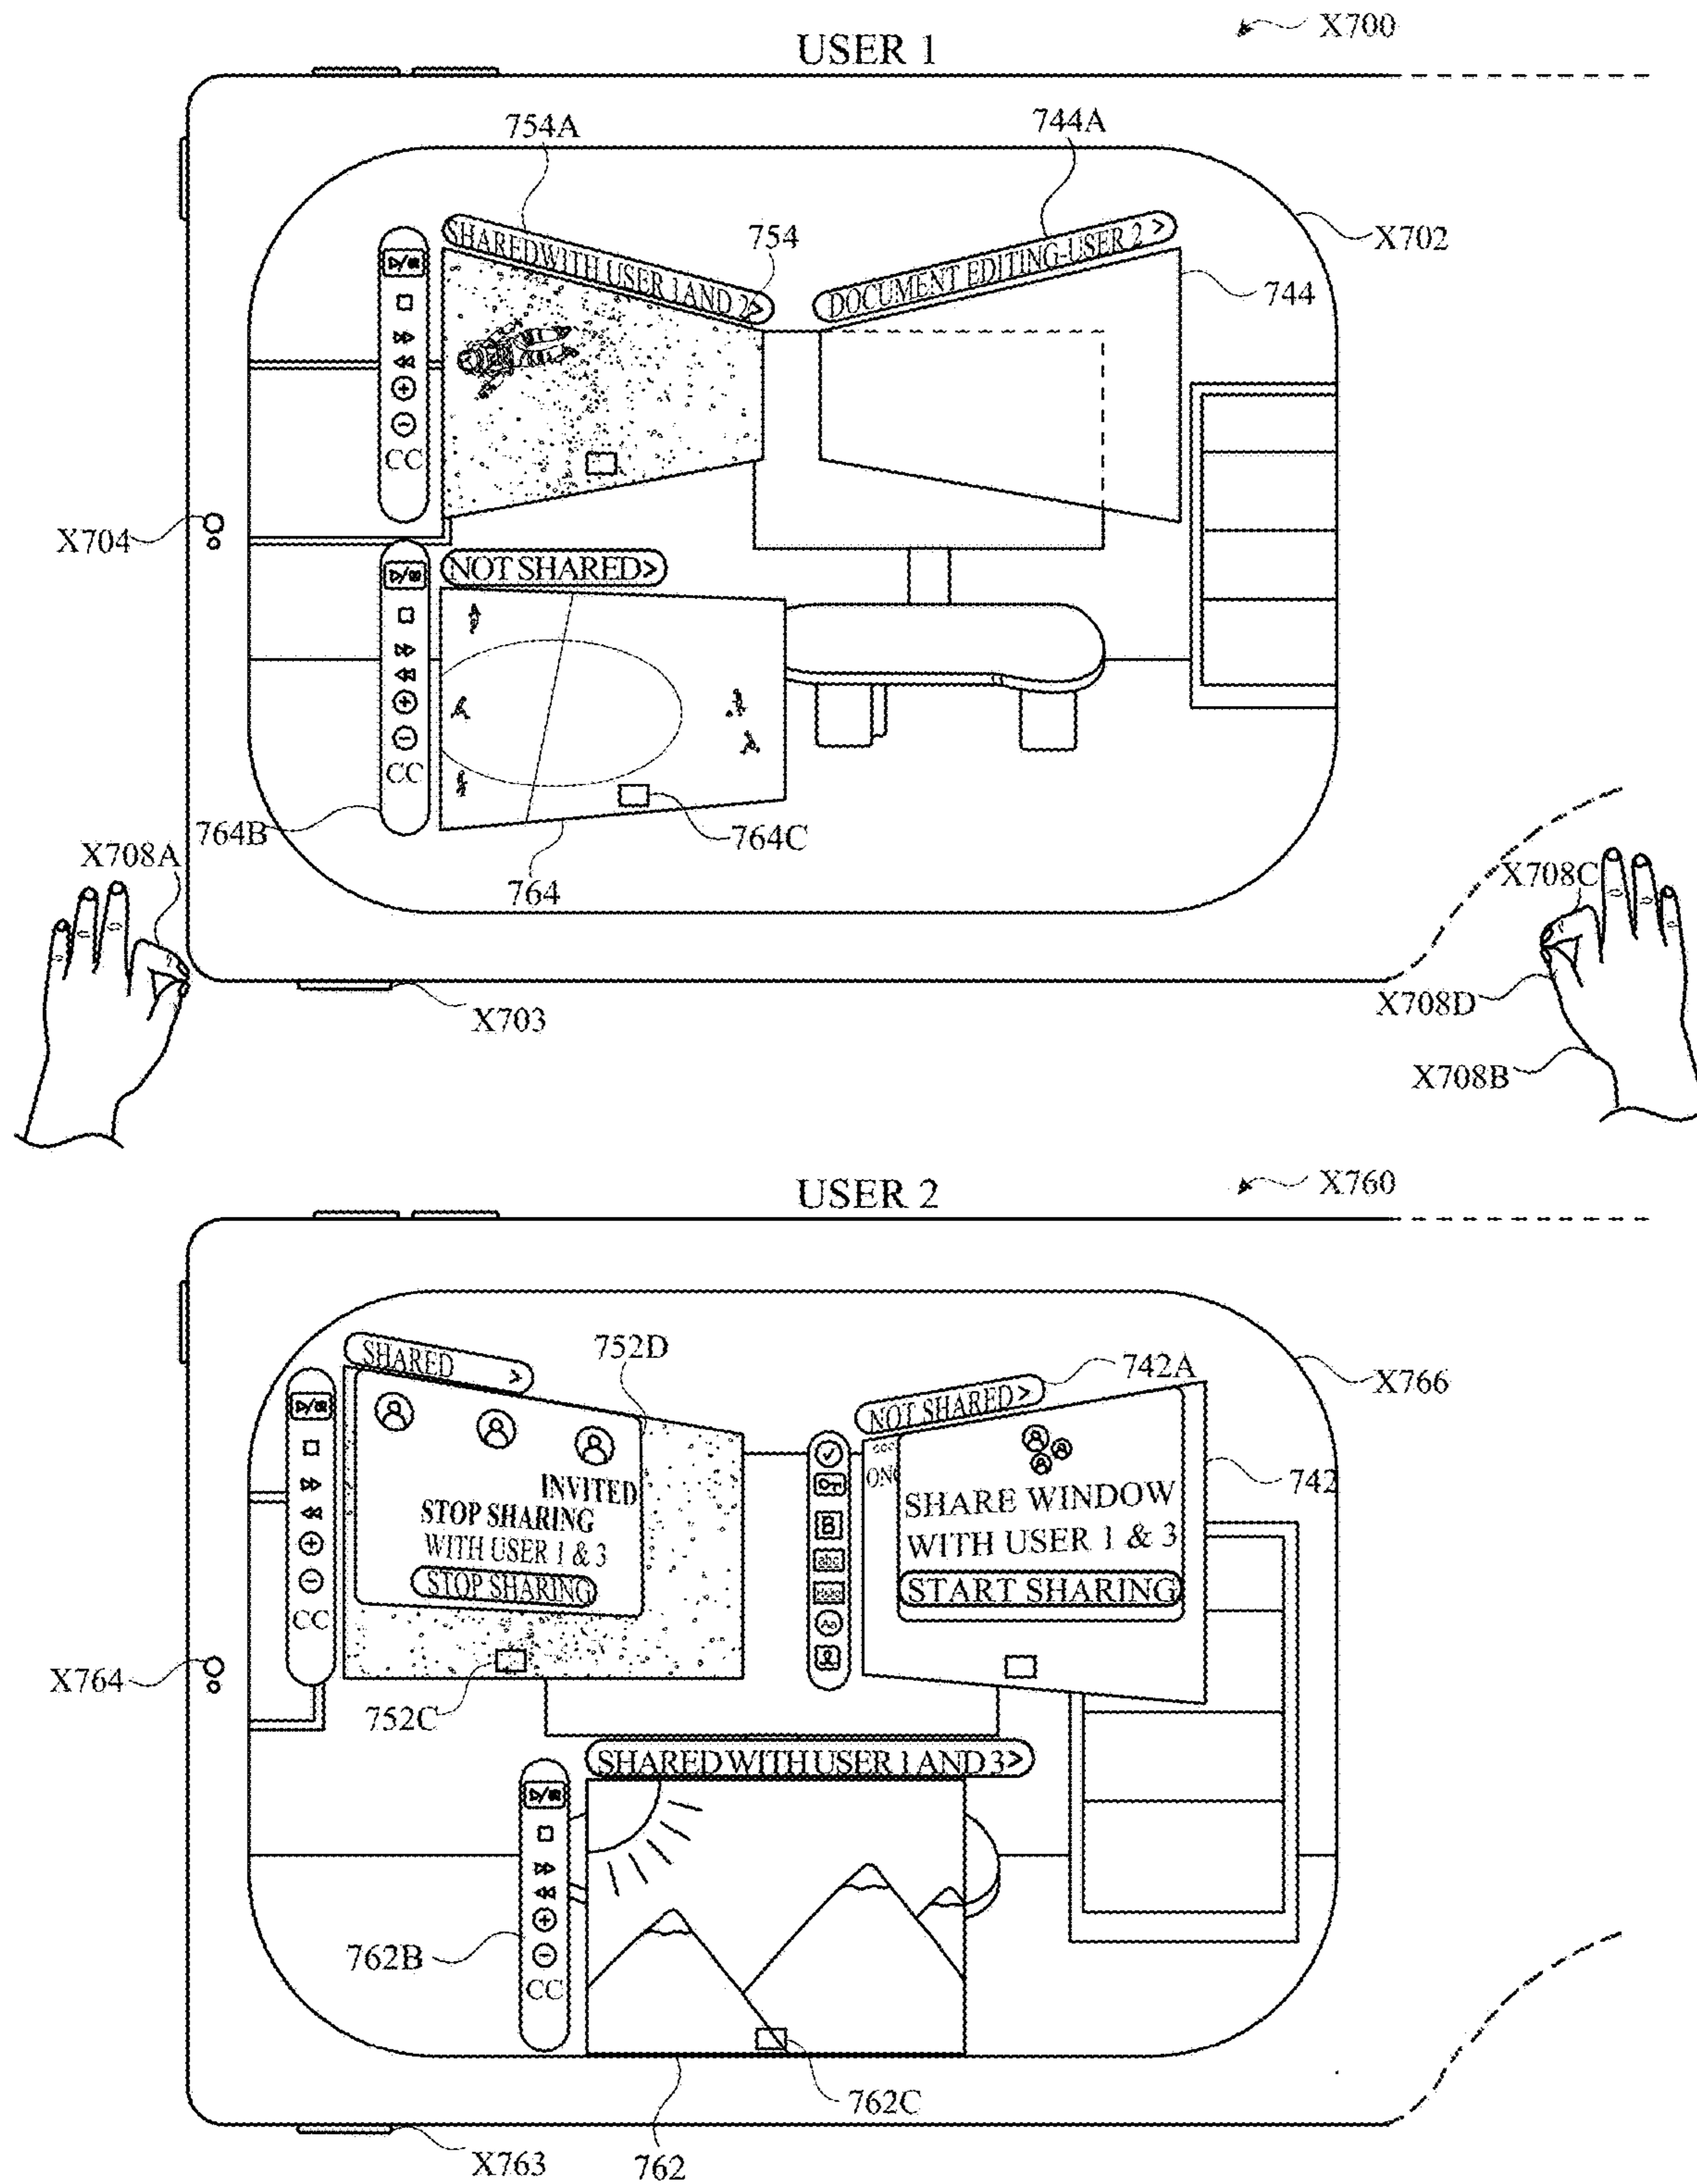 X700
USER 1
754A
744A
SHARED WITH USER 1 AND 2 >
754
DOCUMENT EDITING-USER 2 >
X702
744
CC
X704
NOT SHARED>
CC
764B
764C
X708A
764
X708C
X703
X708D
X708B
X760
USER 2
752D
SHARED >
742A
NOT SHARED>
X766
INVITED
STOP SHARING
WITH USER 1 & 3
STOP SHARING
CC
SHARE WINDOW
WITH USER 1 & 3
START SHARING
742
B
abc
X764
752C
SHARED WITH USER 1 AND 3>
762B
CC
762C
X763
762